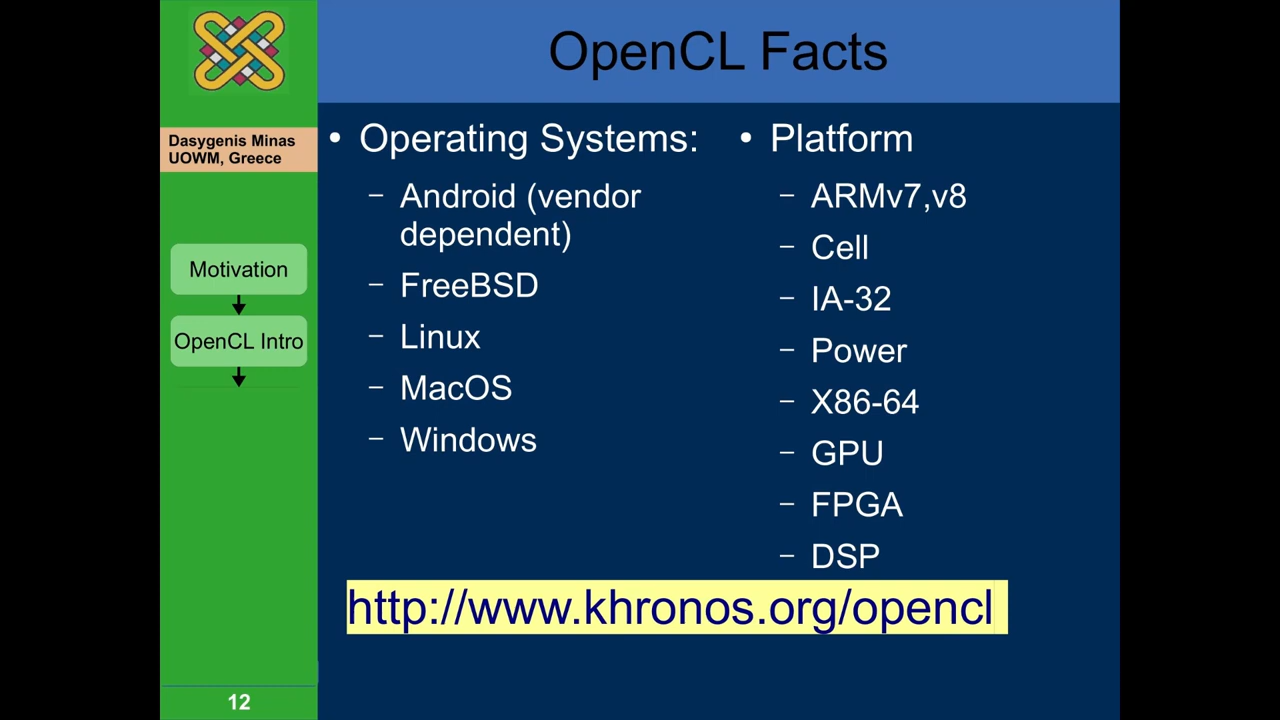 OpenCL Facts
Dasygenis Minas
UOWM, Greece
Motivation
OpenCL Intro
• Operating Systems:
– Android (vendor
dependent)
– FreeBSD
– Linux
– MacOS
– Windows
• Platform
– ARMv7,v8
– Cell
– IA-32
– Power
– X86-64
– GPU
– FPGA
– DSP
http://www.khronos.org/opencl
12